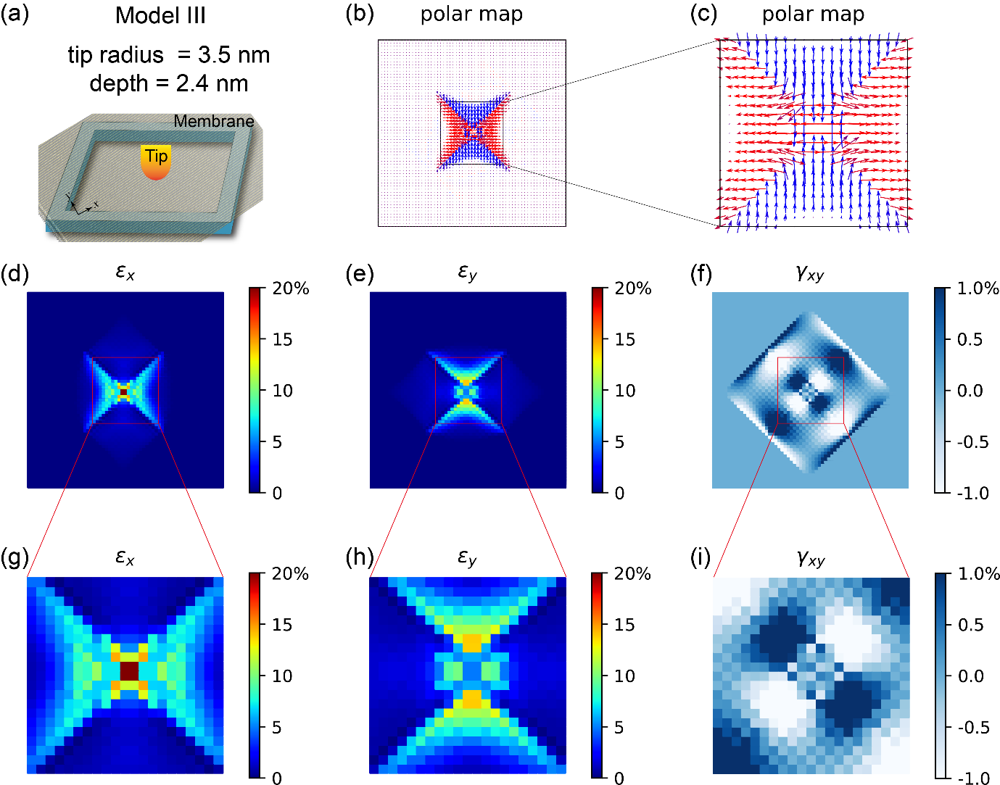 (a)
Model III
tip radius = 3.5 nm
depth = 2.4 nm
Membrane
Tip
y
x
(b)
polar map
(c)
polar map
(d)
εx
20%
15
10
5
0
(e)
εy
20%
15
10
5
0
(f)
γxy
1.0%
0.5
0.0
-0.5
-1.0
(g)
εx
20%
15
10
5
0
(h)
εy
20%
15
10
5
0
(i)
γxy
1.0%
0.5
0.0
-0.5
-1.0